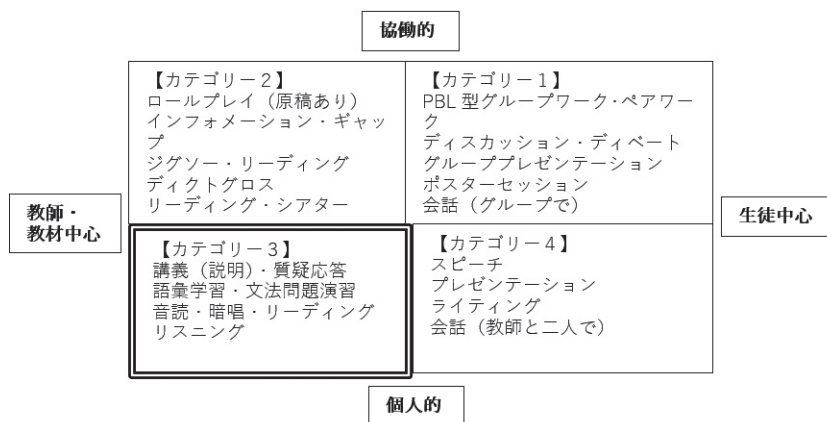 協働的
【カテゴリー２】
ロールプレイ（原稿あり）
インフォメーション・ギャッ
プ
ジグソー・リーディング
ディクトグロス
リーディング・シアター
【カテゴリー１】
PBL 型グループワーク・ペアワー
ク
ディスカッション・ディベート
グループプレゼンテーション
ポスターセッション
会話（グループで）
教師・
教材中心
生徒中心
【カテゴリー３】
講義（説明）・質疑応答
語彙学習・文法問題演習
音読・暗唱・リーディング
リスニング
【カテゴリー４】
スピーチ
プレゼンテーション
ライティング
会話（教師と二人で）
個人的